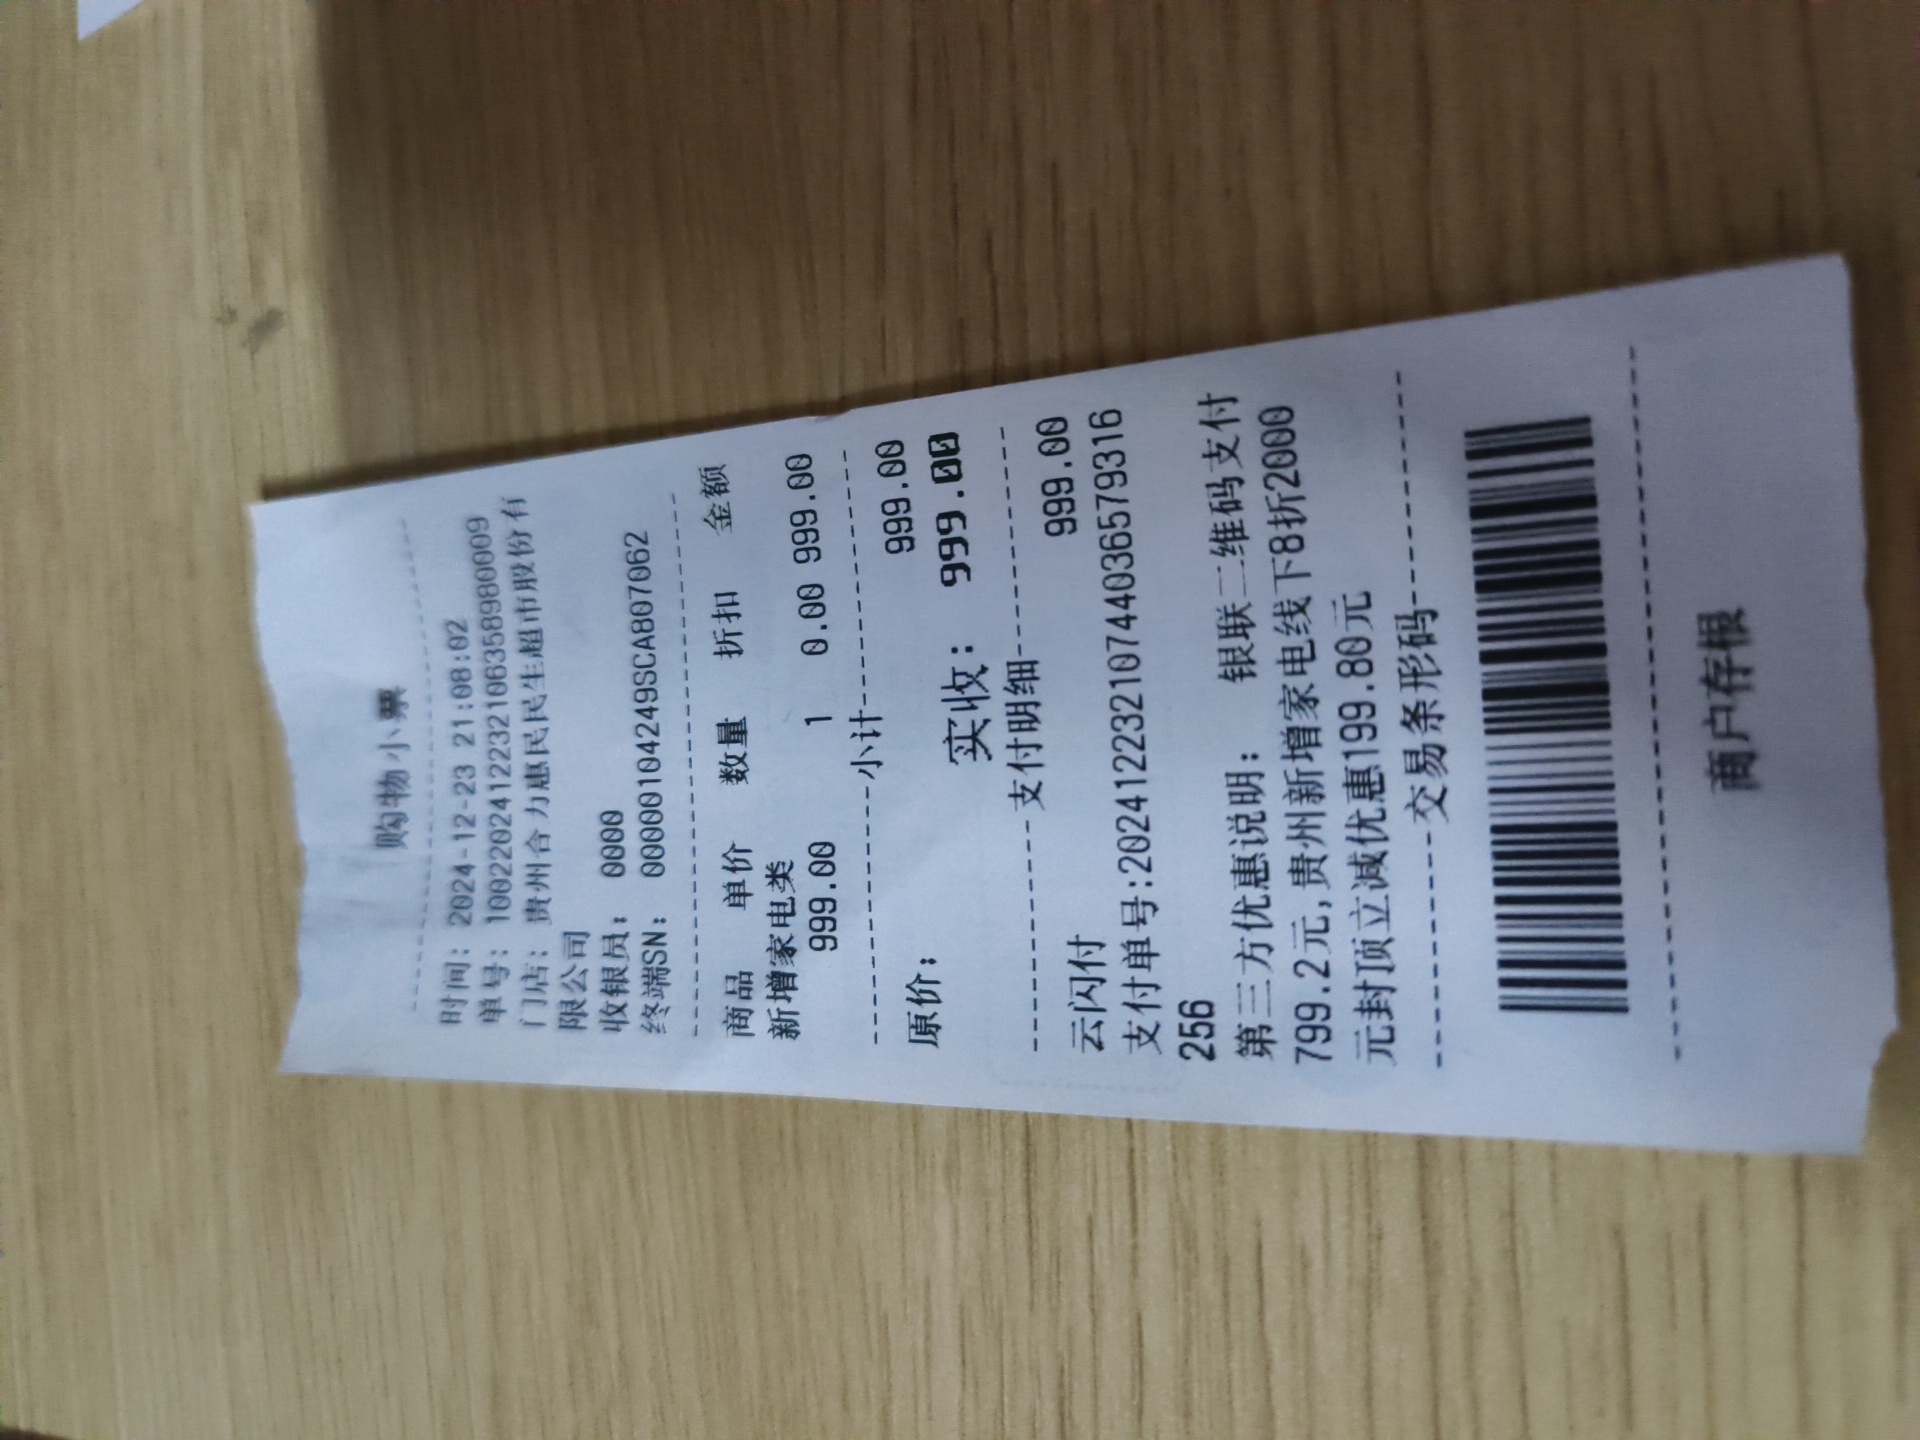 购物小票
时间: 2024-12-23 21:08:02
单号: 100220241223210635898​0009
门店: 贵州合力惠民民生超市股份有
限公司
收银员: 0000
终端SN: 00000104249SCA807062
商品 单价 数量 折扣 金额
新增家电类
999.00 1 0.00 999.00
小计
原价: 999.00
实收: 999.00
支付明细
云闪付 999.00
支付单号:2024122321074403657​9316
256
第三方优惠说明: 银联二维码支付
799.2元,贵州新增家电线下8折2000
元封顶立减优惠199.80元
交易条形码
商户存根